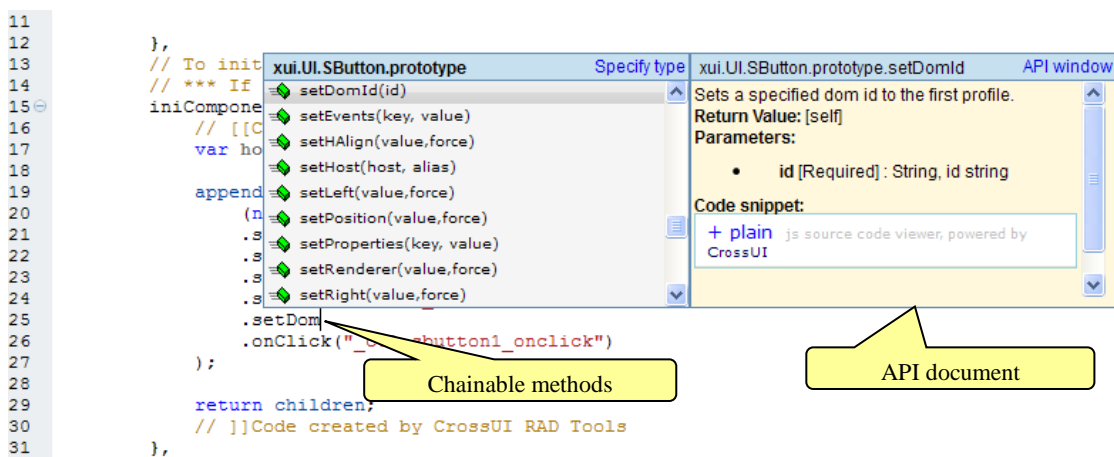 11
12 },
13 // To init
14 // *** If
15 iniCompone
16 // [[C
17 var ho
18
19 append
20 (n
21 .s
22 .s
23 .s
24 .s
25 .setDom
26 .onClick("_ button1_onclick")
27 );
28
29 return children;
30 // ]]Code created by CrossUI RAD Tools
31 },
xui.UI.SButton.prototype Specify type
setDomId(id)
setEvents(key, value)
setHAlign(value,force)
setHost(host, alias)
setLeft(value,force)
setPosition(value,force)
setProperties(key, value)
setRenderer(value,force)
setRight(value,force)
xui.UI.SButton.prototype.setDomId API window
Sets a specified dom id to the first profile.
Return Value: [self]
Parameters:
• id [Required] : String, id string
Code snippet:
+ plain js source code viewer, powered by
CrossUI
Chainable methods
API document